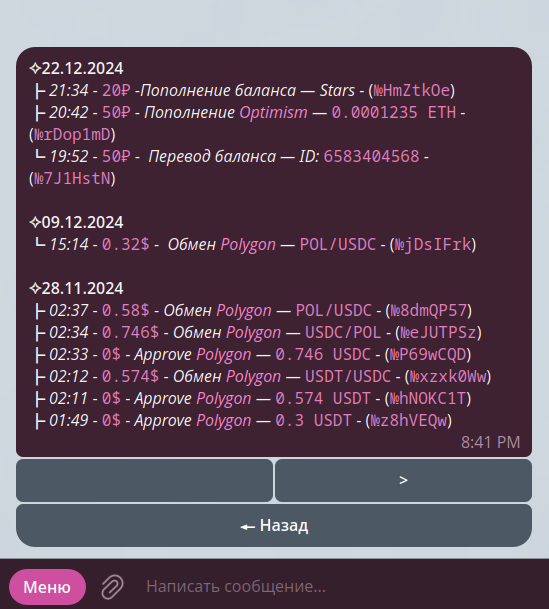 ✧22.12.2024
├ 21:34 - 20₽ -Пополнение баланса — Stars - (№HmZtkOe)
├ 20:42 - 50₽ - Пополнение Optimism — 0.0001235 ETH -
(№rDop1mD)
└ 19:52 - 50₽ - Перевод баланса — ID: 6583404568 -
(№7J1HstN)
✧09.12.2024
└ 15:14 - 0.32$ - Обмен Polygon — POL/USDC - (№jDsIFrk)
✧28.11.2024
├ 02:37 - 0.58$ - Обмен Polygon — POL/USDC - (№8dmQP57)
├ 02:34 - 0.746$ - Обмен Polygon — USDC/POL - (№eJUTPSz)
├ 02:33 - 0$ - Approve Polygon — 0.746 USDC - (№P69wCQD)
├ 02:12 - 0.574$ - Обмен Polygon — USDT/USDC - (№xzxk0Ww)
├ 02:11 - 0$ - Approve Polygon — 0.574 USDT - (№hNOKC1T)
├ 01:49 - 0$ - Approve Polygon — 0.3 USDT - (№z8hVEQw)
8:41 PM
>
← Назад
Меню Написать сообщение...